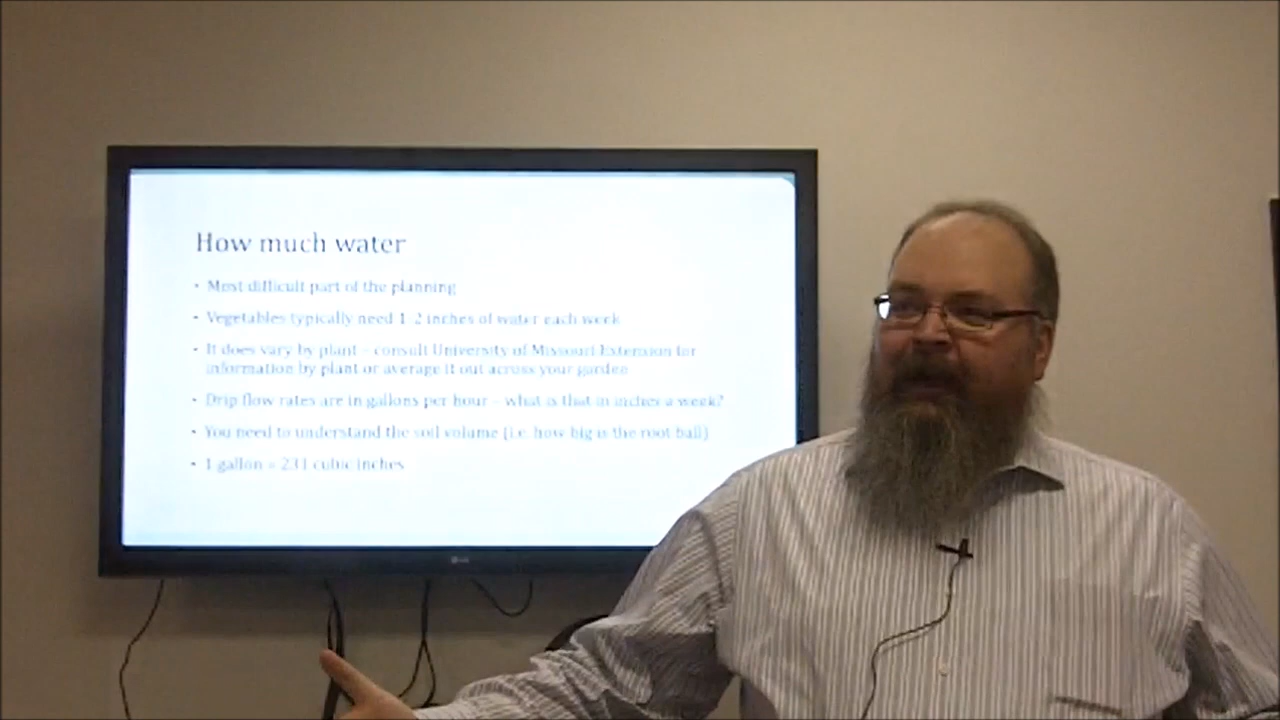 How much water
• Most difficult part of the planning
• Vegetables typically need 1-2 inches of water each week
• It does vary by plant – consult University of Missouri Extension for
information by plant or average it out across your garden
• Drip flow rates are in gallons per hour – what is that in inches a week?
• You need to understand the soil volume (i.e. how big is the root ball)
• 1 gallon = 231 cubic inches